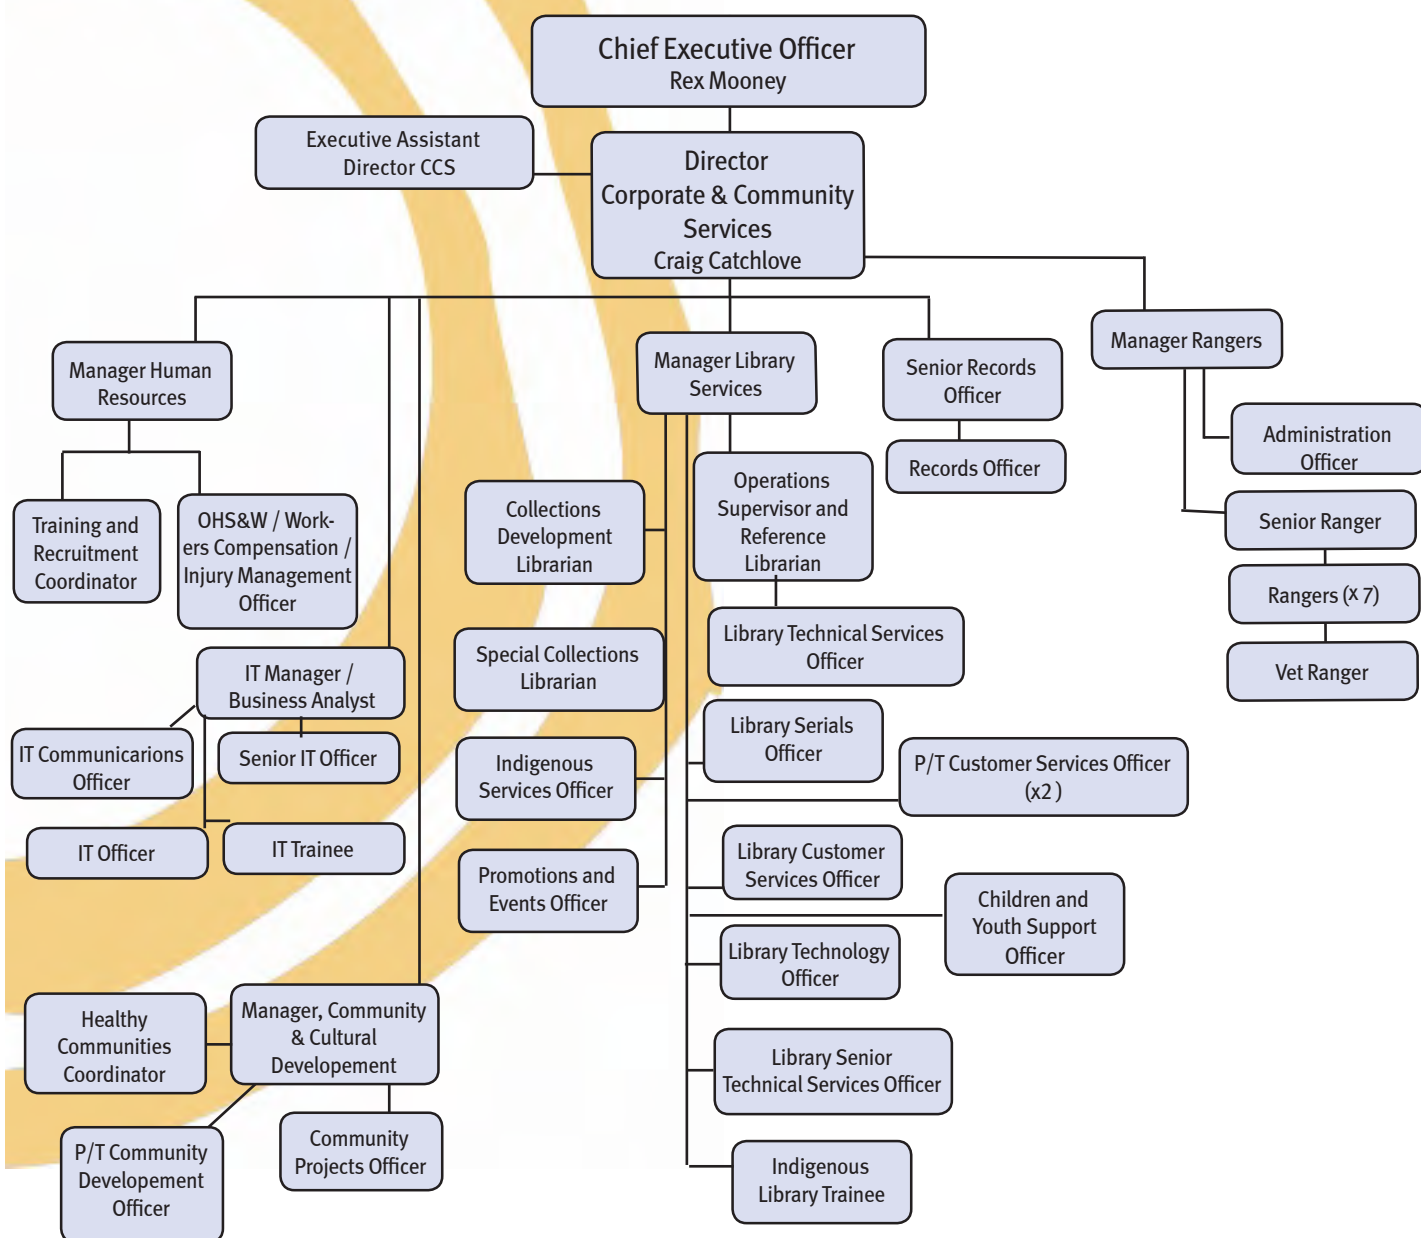 Chief Executive Officer
Rex Mooney
Executive Assistant
Director CCS
Director
Corporate & Community
Services
Craig Catchlove
Manager Human
Resources
Manager Library
Services
Senior Records
Officer
Manager Rangers
Training and
Recruitment
Coordinator
OHS&W / Work-
ers Compensation /
Injury Management
Officer
Collections
Development
Librarian
Operations
Supervisor and
Reference
Librarian
Records Officer
Administration
Officer
Senior Ranger
Rangers (x 7)
Vet Ranger
IT Manager /
Business Analyst
Special Collections
Librarian
Library Technical Services
Officer
IT Communicarions
Officer
Senior IT Officer
Indigenous
Services Officer
Library Serials
Officer
P/T Customer Services Officer
(x2 )
IT Officer
IT Trainee
Promotions and
Events Officer
Library Customer
Services Officer
Children and
Youth Support
Officer
Library Technology
Officer
Healthy
Communities
Coordinator
Manager, Community
& Cultural
Developement
Library Senior
Technical Services Officer
P/T Community
Developement
Officer
Community
Projects Officer
Indigenous
Library Trainee